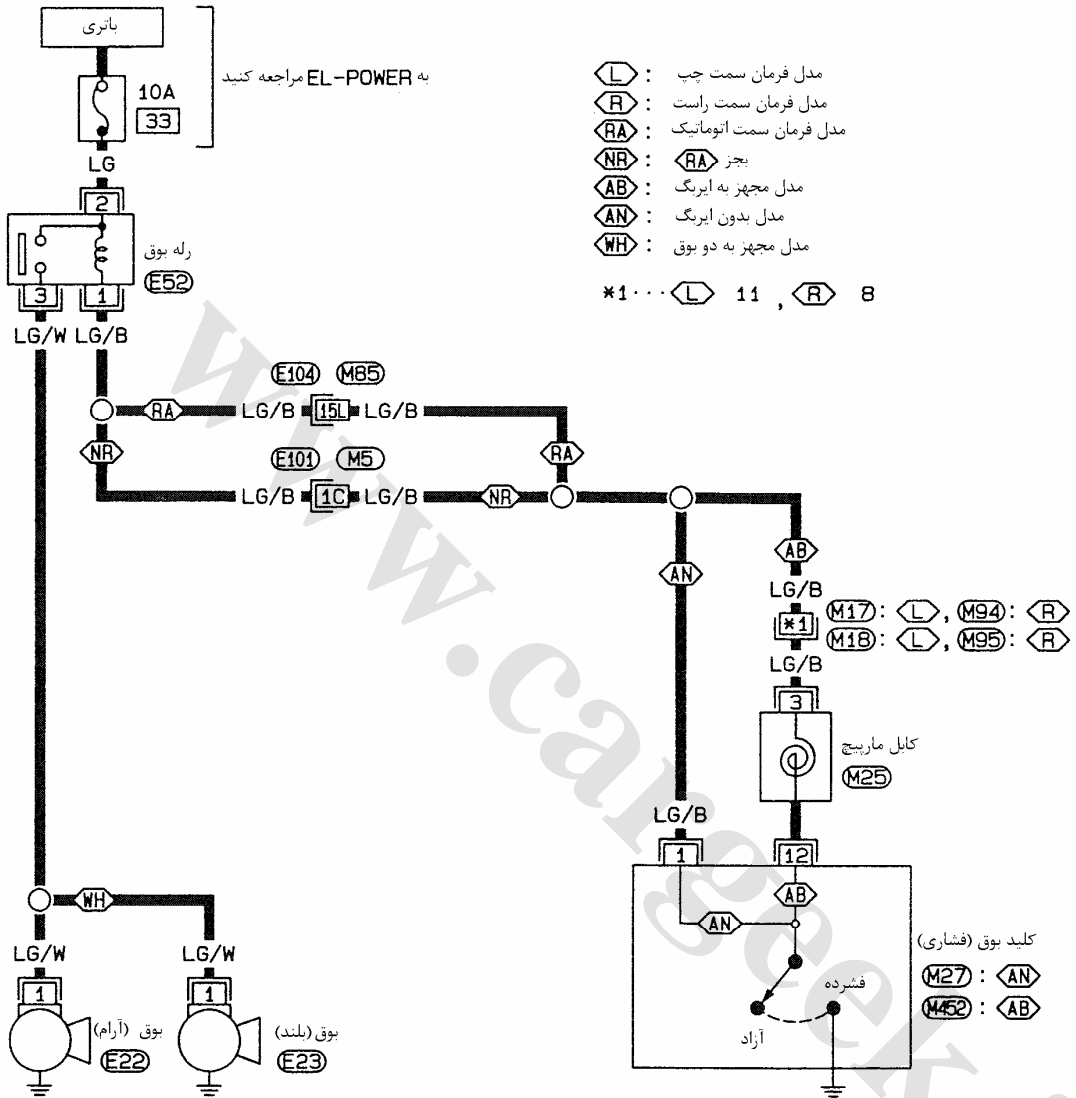 باتری
10A
33
به EL-POWER مراجعه کنید
LG
2
رله بوق
E52
3 1
LG/W LG/B
L : مدل فرمان سمت چپ
R : مدل فرمان سمت راست
RA : مدل فرمان سمت اتوماتیک
NR : بجز RA
AB : مدل مجهز به ایربگ
AN : مدل بدون ایربگ
WH : مدل مجهز به دو بوق
*1··· L 11 , R 8
E104 M85
RA LG/B 15L LG/B
NR RA
E101 M5
LG/B 1C LG/B NR
AB
AN
LG/B
*1
M17 : L , M94 : R
M18 : L , M95 : R
LG/B
3
کابل مارپیچ
M25
LG/B
1 12
AB
AN
کلید بوق (فشاری)
M27 : AN
M452 : AB
فشرده
آزاد
WH
LG/W LG/W
1 1
بوق (آرام)
E22
بوق (بلند)
E23
www.cargeek